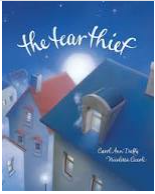 the tear thief
Carol Ann Duffy
Nicoletta Ceccoli